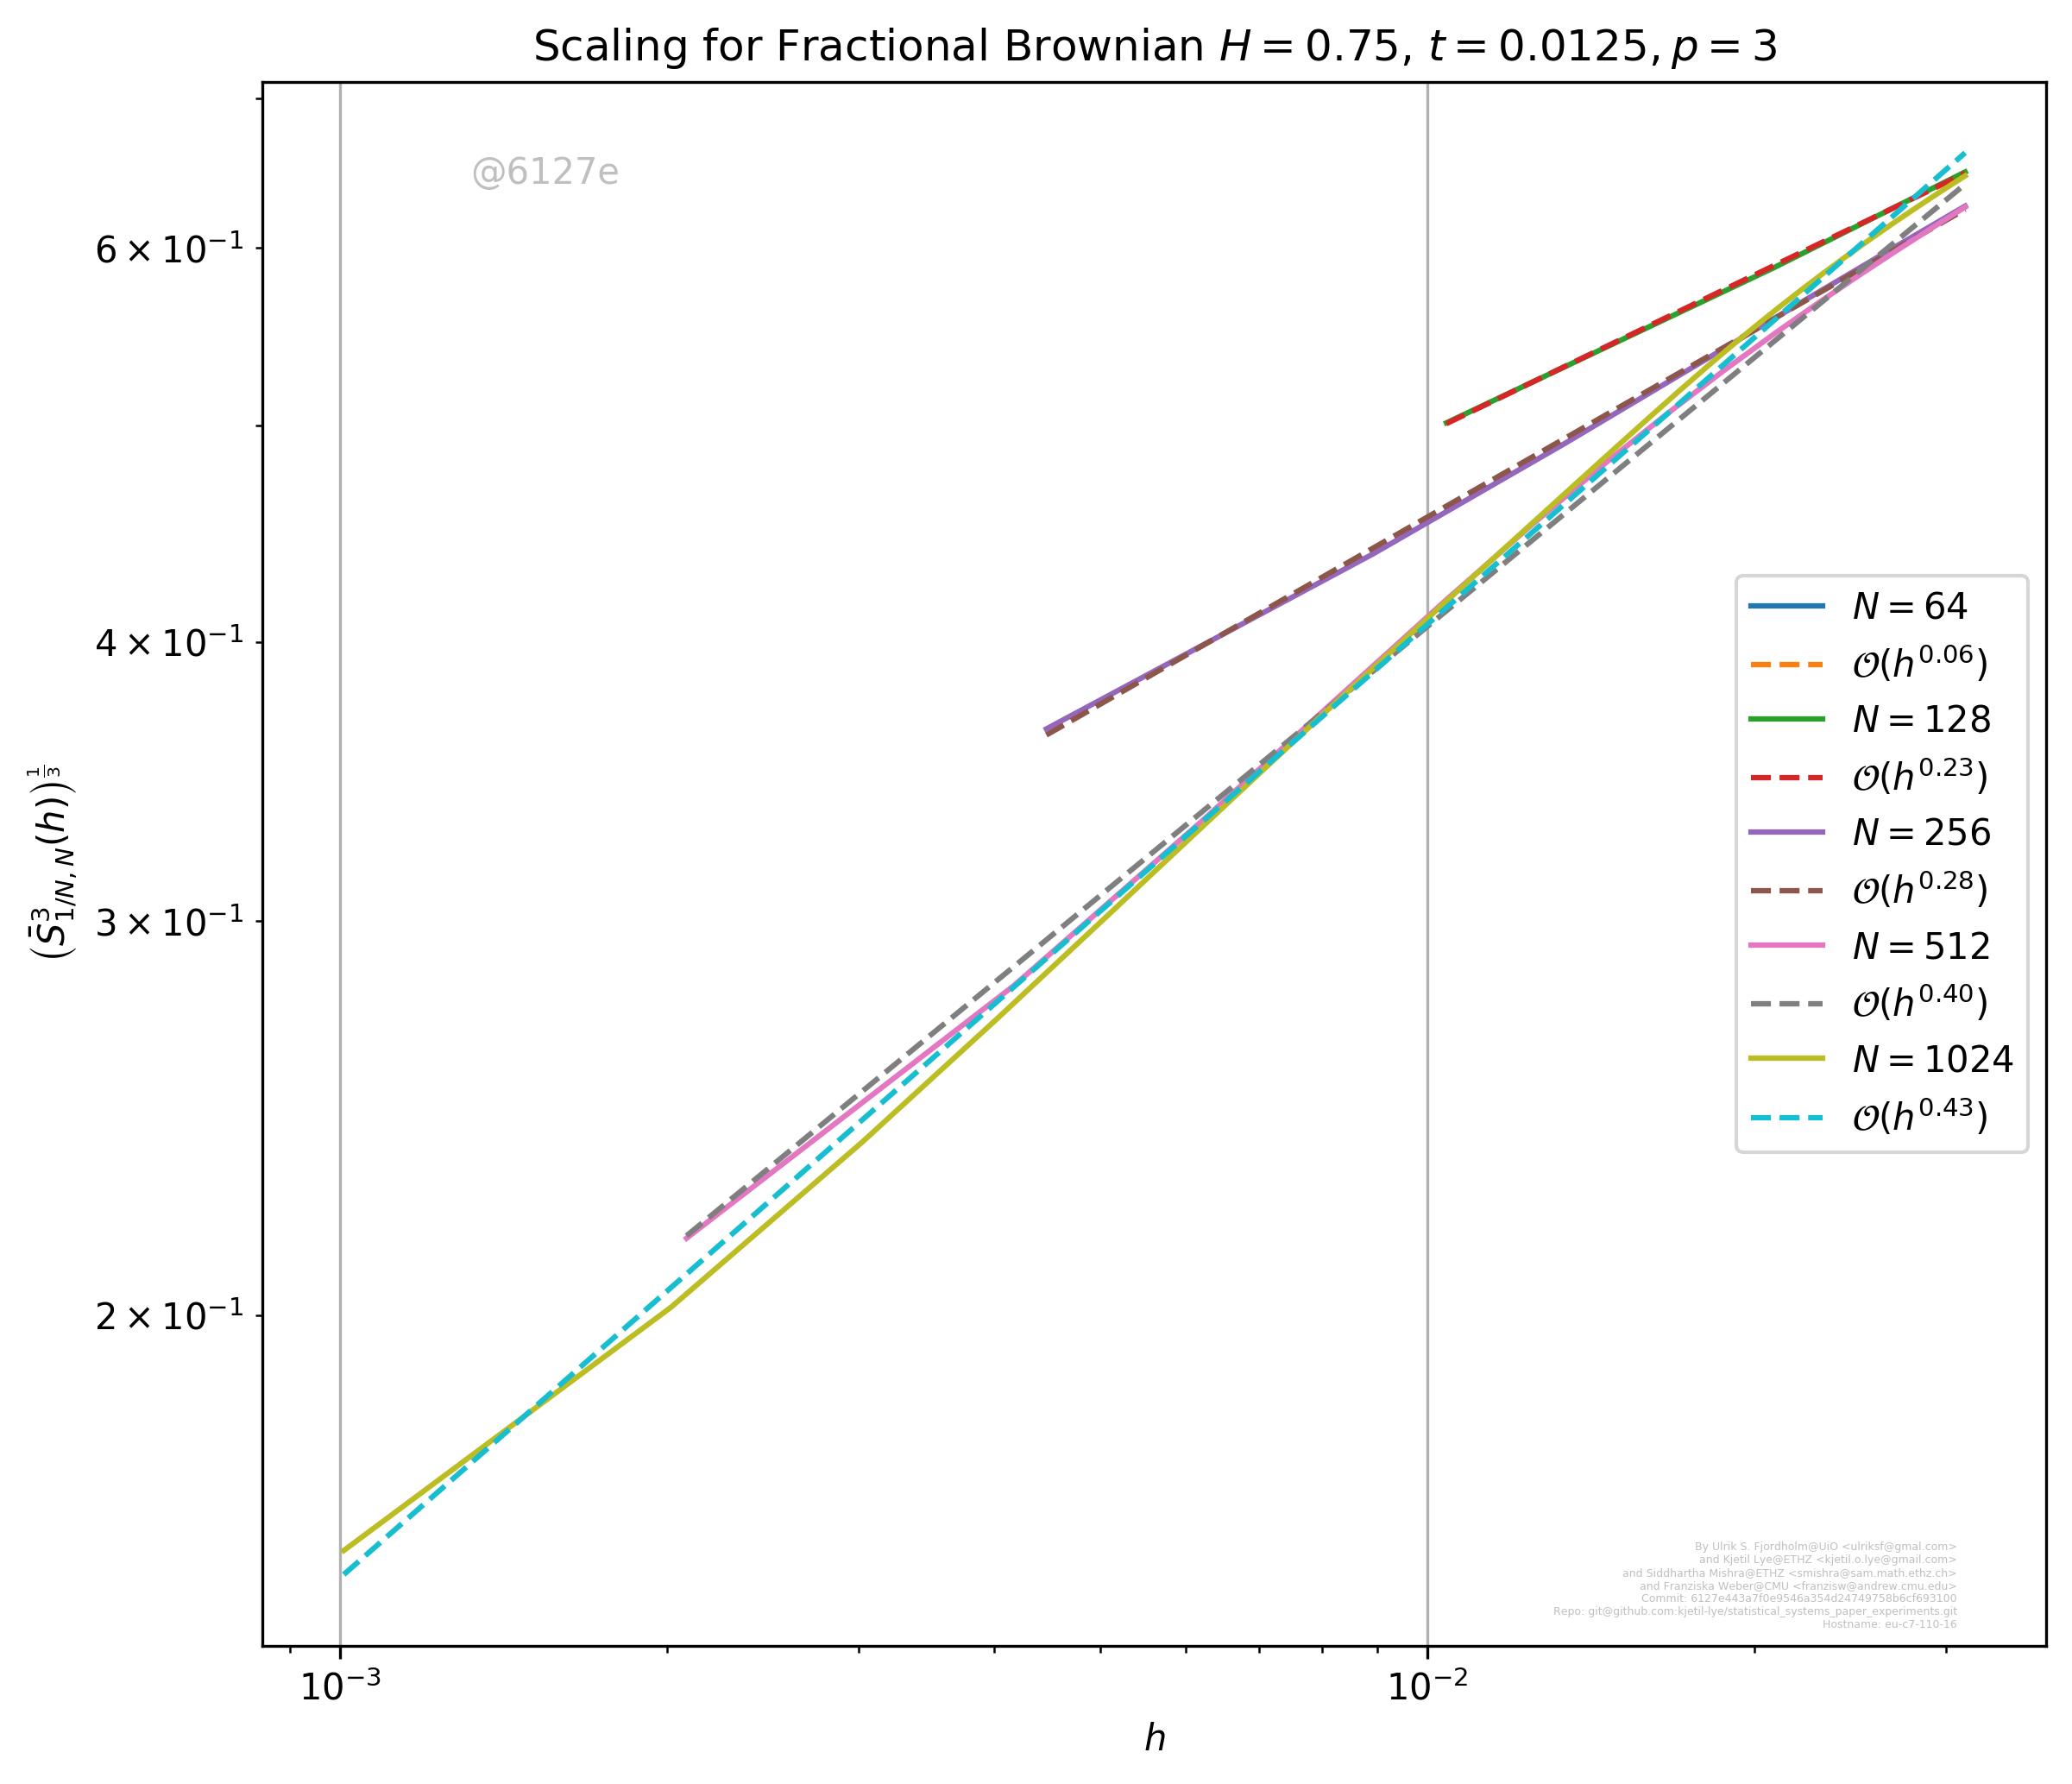 Scaling for Fractional Brownian H = 0.75, t = 0.0125, p = 3
@6127e
6 × 10⁻¹
4 × 10⁻¹
3 × 10⁻¹
2 × 10⁻¹
(S̄³₁/N, N(h))^(1/3)
N = 64
𝒪(h^0.06)
N = 128
𝒪(h^0.23)
N = 256
𝒪(h^0.28)
N = 512
𝒪(h^0.40)
N = 1024
𝒪(h^0.43)
By Ulrik S. Fjordholm@UiO <ulriksf@gmal.com>
and Kjetil Lye@ETHZ <kjetil.o.lye@gmail.com>
and Siddhartha Mishra@ETHZ <smishra@sam.math.ethz.ch>
and Franziska Weber@CMU <franzisw@andrew.cmu.edu>
Commit: 6127e443a7f0e9546a354d24749758b6cf693100
Repo: git@github.com:kjetil-lye/statistical_systems_paper_experiments.git
Hostname: eu-c7-110-16
10⁻³
10⁻²
h